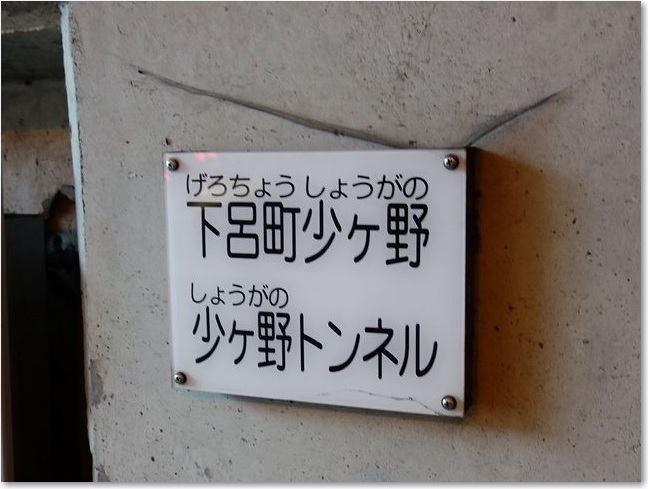 げろちょう しょうがの
下呂町少ヶ野
しょうがの
少ヶ野トンネル